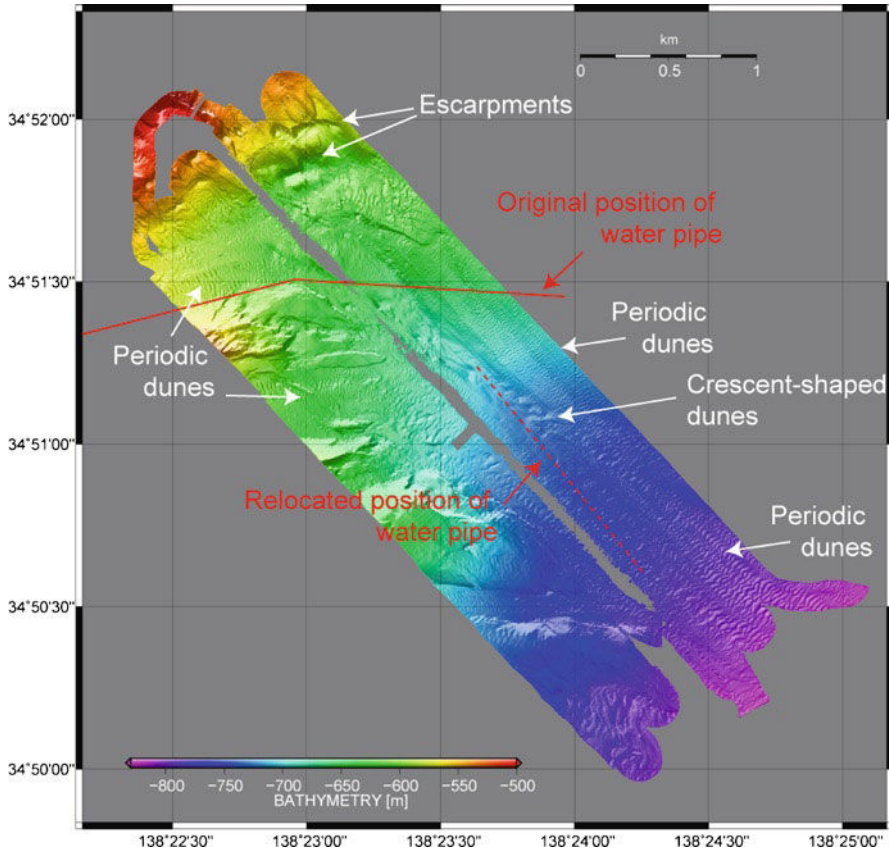 km
0 0.5 1
34°52'00"
Escarpments
Original position of
water pipe
34°51'30"
Periodic
dunes
Periodic
dunes
Crescent-shaped
dunes
34°51'00"
Relocated position of
water pipe
Periodic
dunes
34°50'30"
34°50'00"
−800 −750 −700 −650 −600 −550 −500
BATHYMETRY [m]
138°22'30" 138°23'00" 138°23'30" 138°24'00" 138°24'30" 138°25'00"